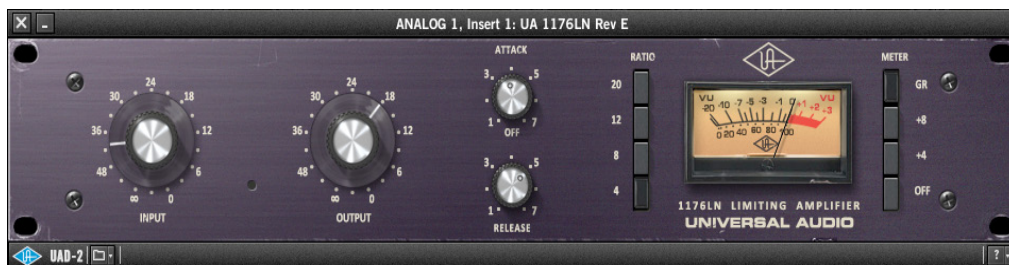 ANALOG 1, Insert 1: UA 1176LN Rev E
ATTACK
RATIO
METER
UA
24
30
18
36
12
48
6
∞
0
INPUT
24
30
18
36
12
48
6
∞
0
OUTPUT
3
5
1
7
OFF
3
5
1
7
RELEASE
20
12
8
4
VU
VU
-20 -10 -7 -5 -3 -1 0 +1 +2 +3
0 20 40 60 80 100
UA
GR
+8
+4
OFF
1176LN LIMITING AMPLIFIER
UNIVERSAL AUDIO
UA UAD-2
?